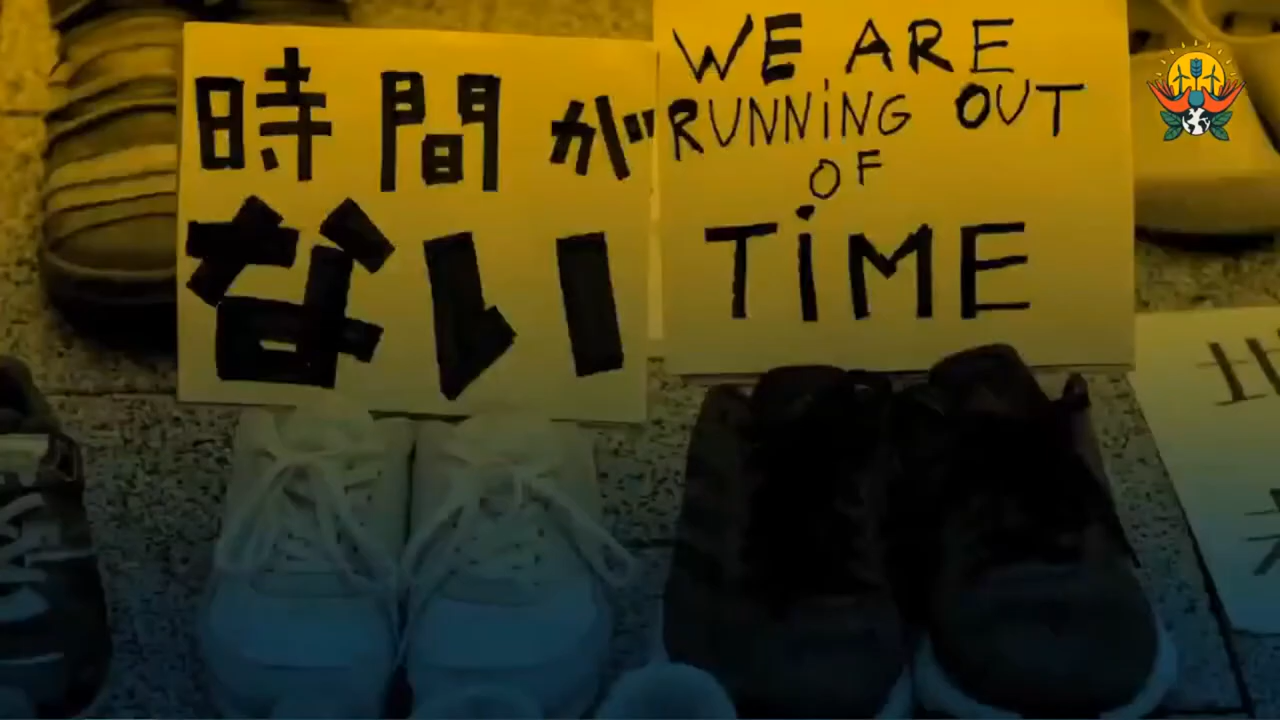 時間が
ない
WE ARE
RUNNING OUT
OF
TIME